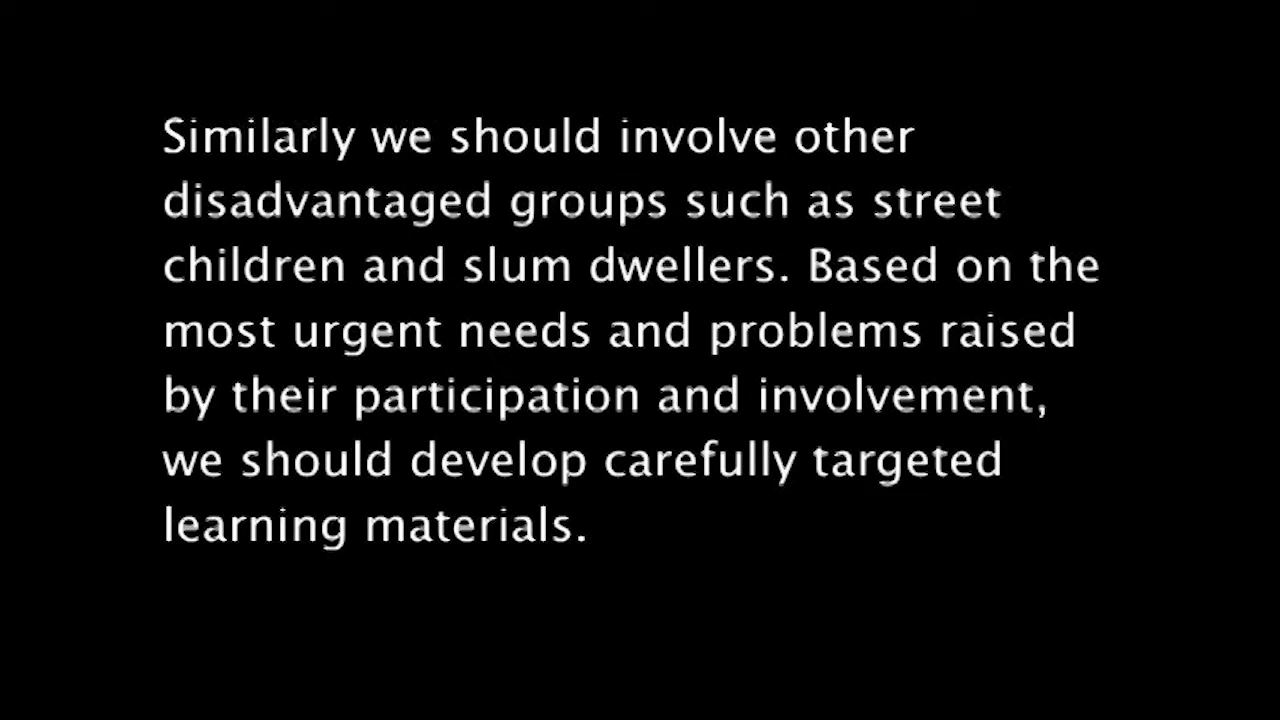 Similarly we should involve other
disadvantaged groups such as street
children and slum dwellers. Based on the
most urgent needs and problems raised
by their participation and involvement,
we should develop carefully targeted
learning materials.